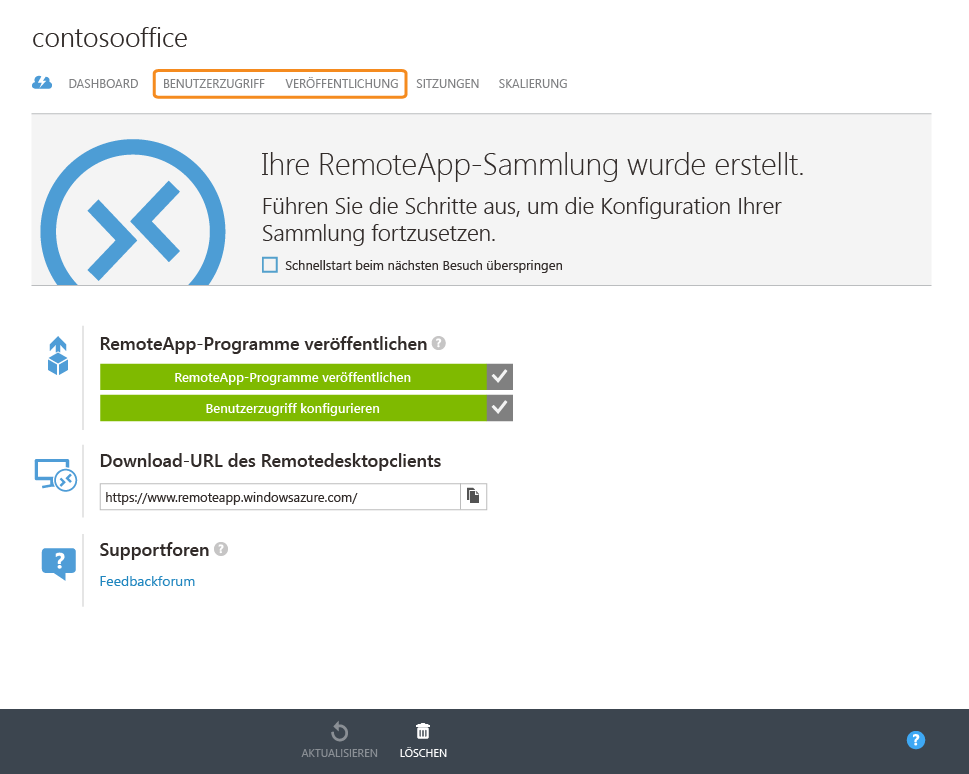 contosooffice
DASHBOARD BENUTZERZUGRIFF VERÖFFENTLICHUNG SITZUNGEN SKALIERUNG
Ihre RemoteApp-Sammlung wurde erstellt.
Führen Sie die Schritte aus, um die Konfiguration Ihrer
Sammlung fortzusetzen.
Schnellstart beim nächsten Besuch überspringen
RemoteApp-Programme veröffentlichen ?
RemoteApp-Programme veröffentlichen
Benutzerzugriff konfigurieren
Download-URL des Remotedesktopclients
https://www.remoteapp.windowsazure.com/
Supportforen ?
Feedbackforum
AKTUALISIEREN LÖSCHEN ?